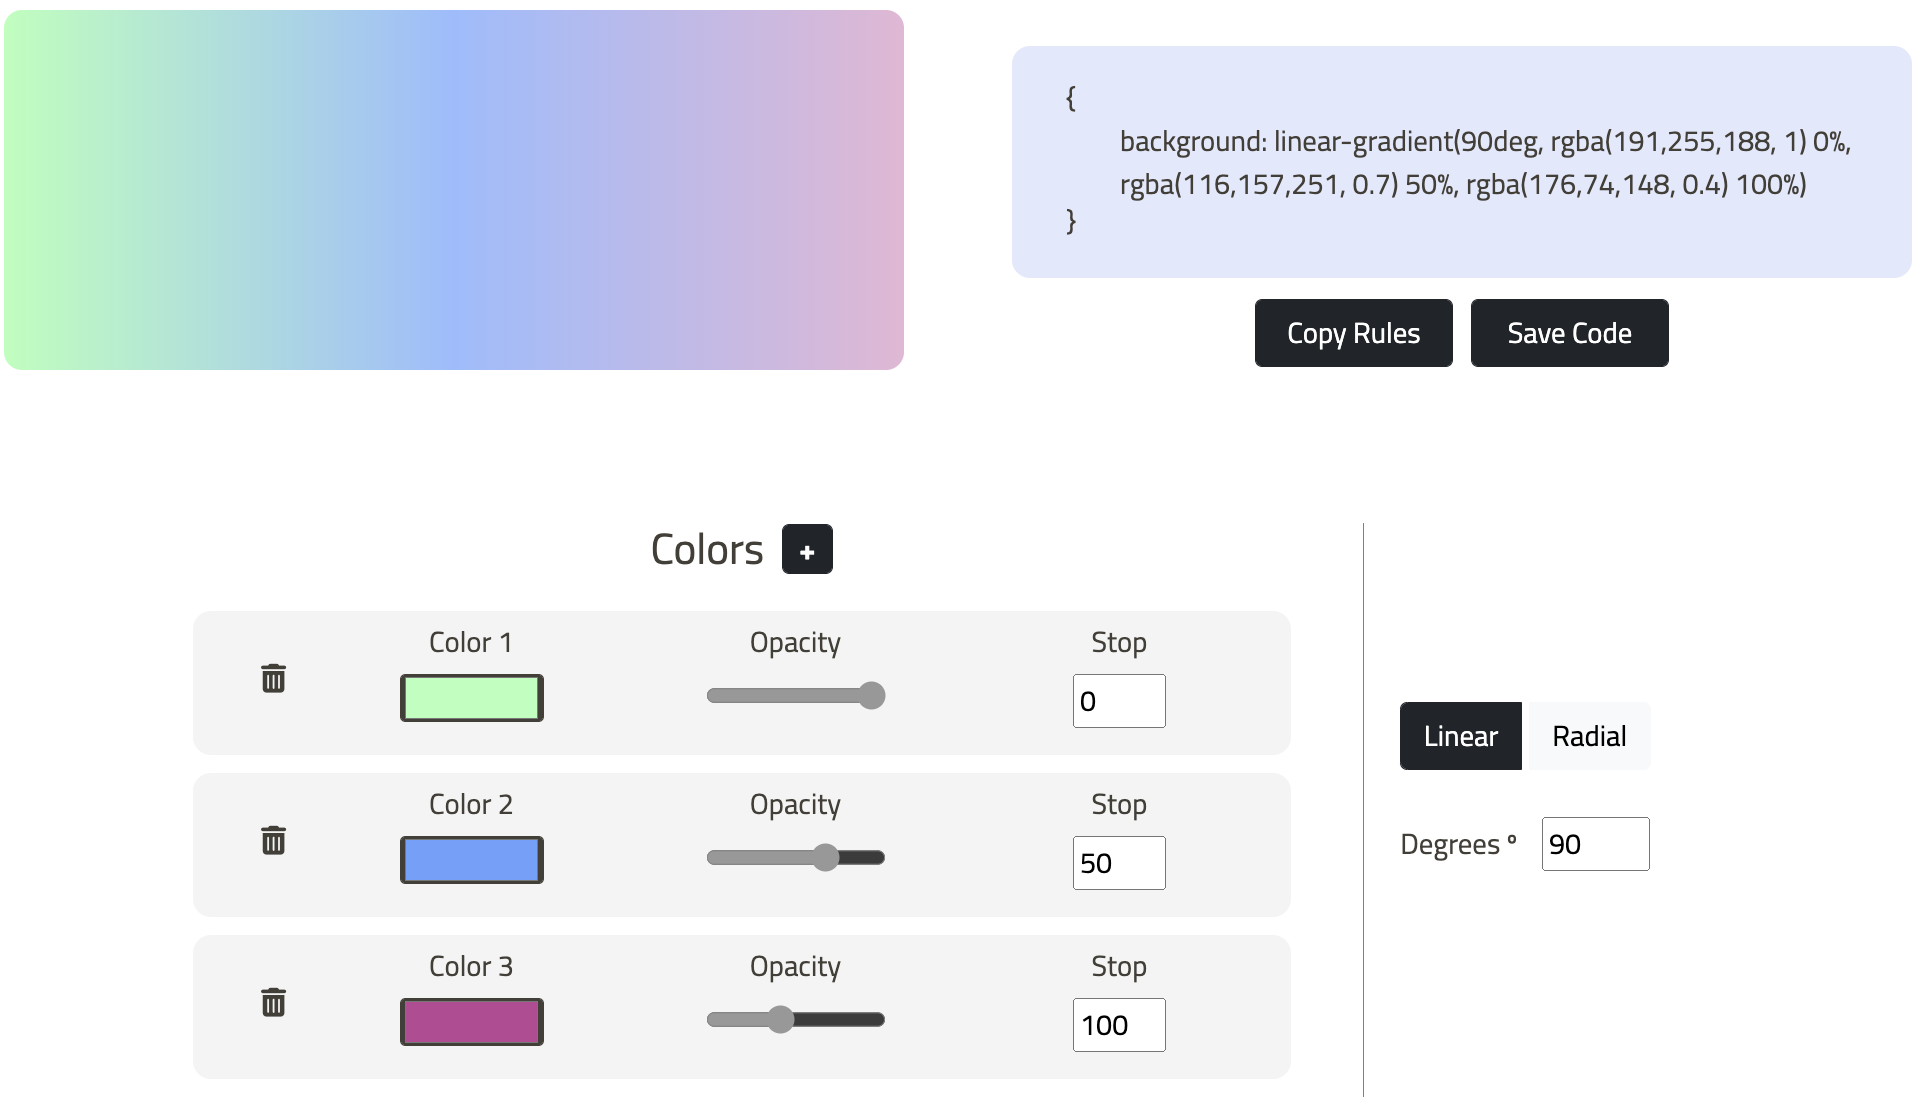 {
background: linear-gradient(90deg, rgba(191,255,188, 1) 0%,
rgba(116,157,251, 0.7) 50%, rgba(176,74,148, 0.4) 100%)
}
Copy Rules
Save Code
Colors +
Color 1
Opacity
Stop
0
Color 2
Opacity
Stop
50
Color 3
Opacity
Stop
100
Linear
Radial
Degrees º
90